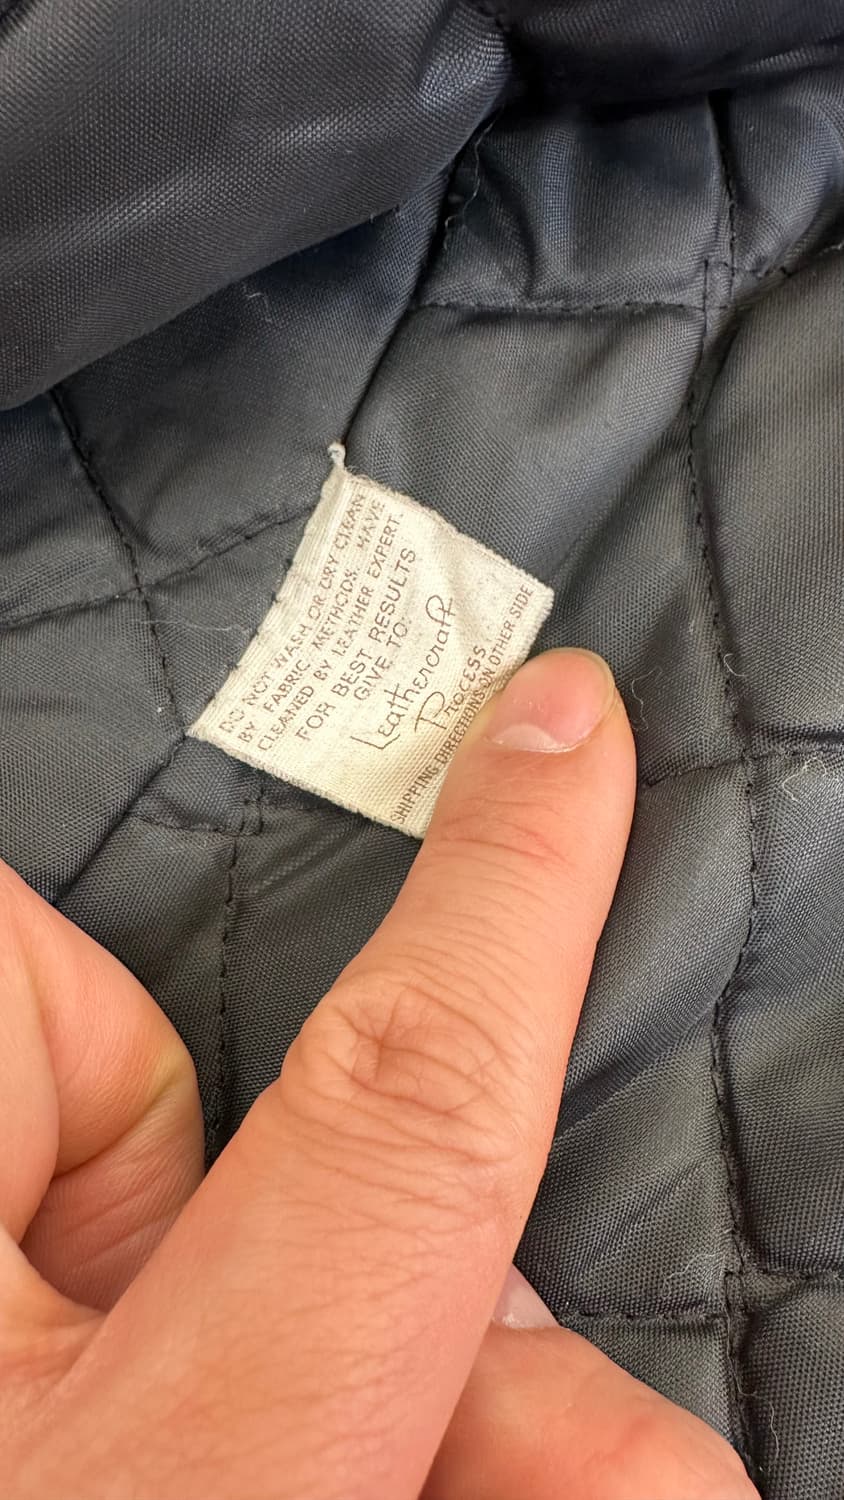 DO NOT WASH OR DRY CLEAN
BY FABRIC METHODS. HAVE
CLEANED BY LEATHER EXPERT.
FOR BEST RESULTS
GIVE TO:
Leathercraft
Process
SHIPPING DIRECTIONS ON OTHER SIDE